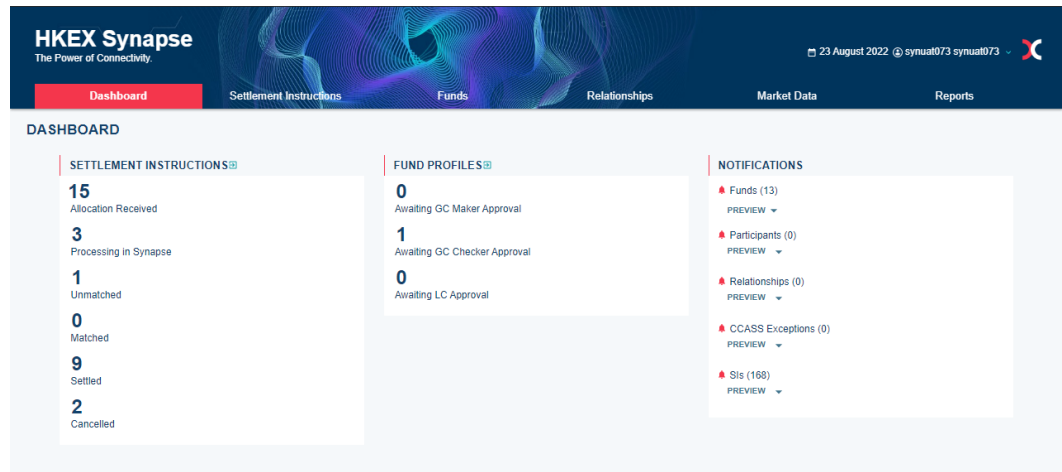 HKEX Synapse
The Power of Connectivity.
23 August 2022 synuat073 synuat073
Dashboard Settlement Instructions Funds Relationships Market Data Reports
DASHBOARD
SETTLEMENT INSTRUCTIONS
15
Allocation Received
3
Processing in Synapse
1
Unmatched
0
Matched
9
Settled
2
Cancelled
FUND PROFILES
0
Awaiting GC Maker Approval
1
Awaiting GC Checker Approval
0
Awaiting LC Approval
NOTIFICATIONS
Funds (13)
PREVIEW
Participants (0)
PREVIEW
Relationships (0)
PREVIEW
CCASS Exceptions (0)
PREVIEW
SIs (168)
PREVIEW